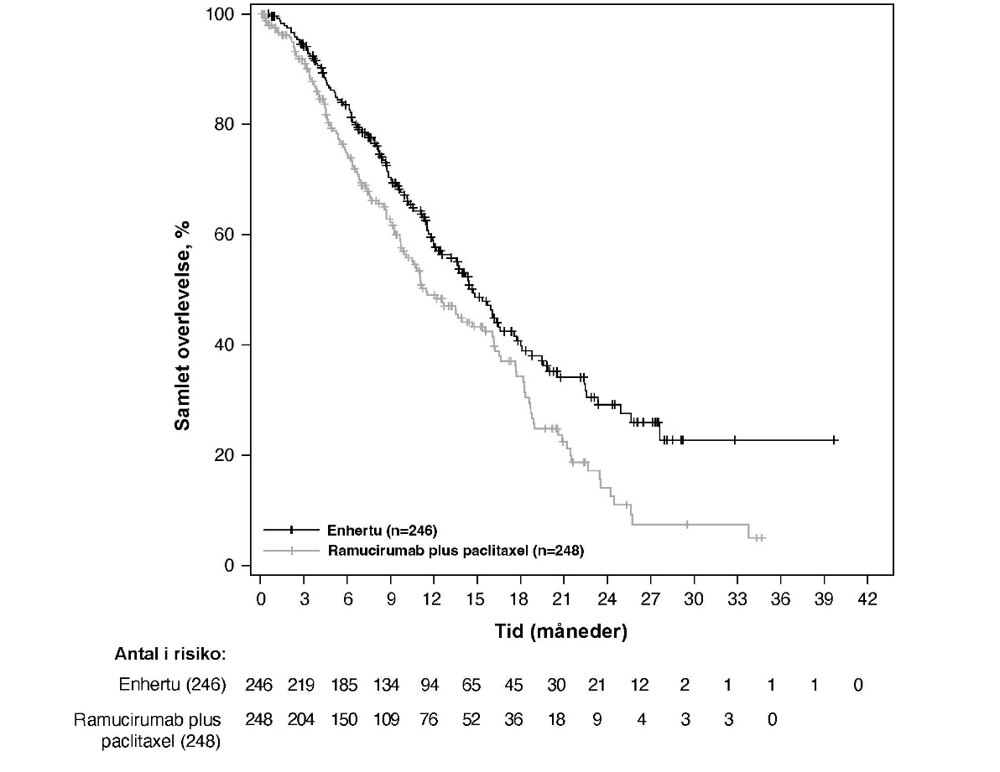 100
80
60
40
20
0
Samlet overlevelse, %
Enhertu (n=246)
Ramucirumab plus paclitaxel (n=248)
0 3 6 9 12 15 18 21 24 27 30 33 36 39 42
Tid (måneder)
Antal i risiko:
Enhertu (246) 246 219 185 134 94 65 45 30 21 12 2 1 1 1 0
Ramucirumab plus 248 204 150 109 76 52 36 18 9 4 3 3 0
paclitaxel (248)